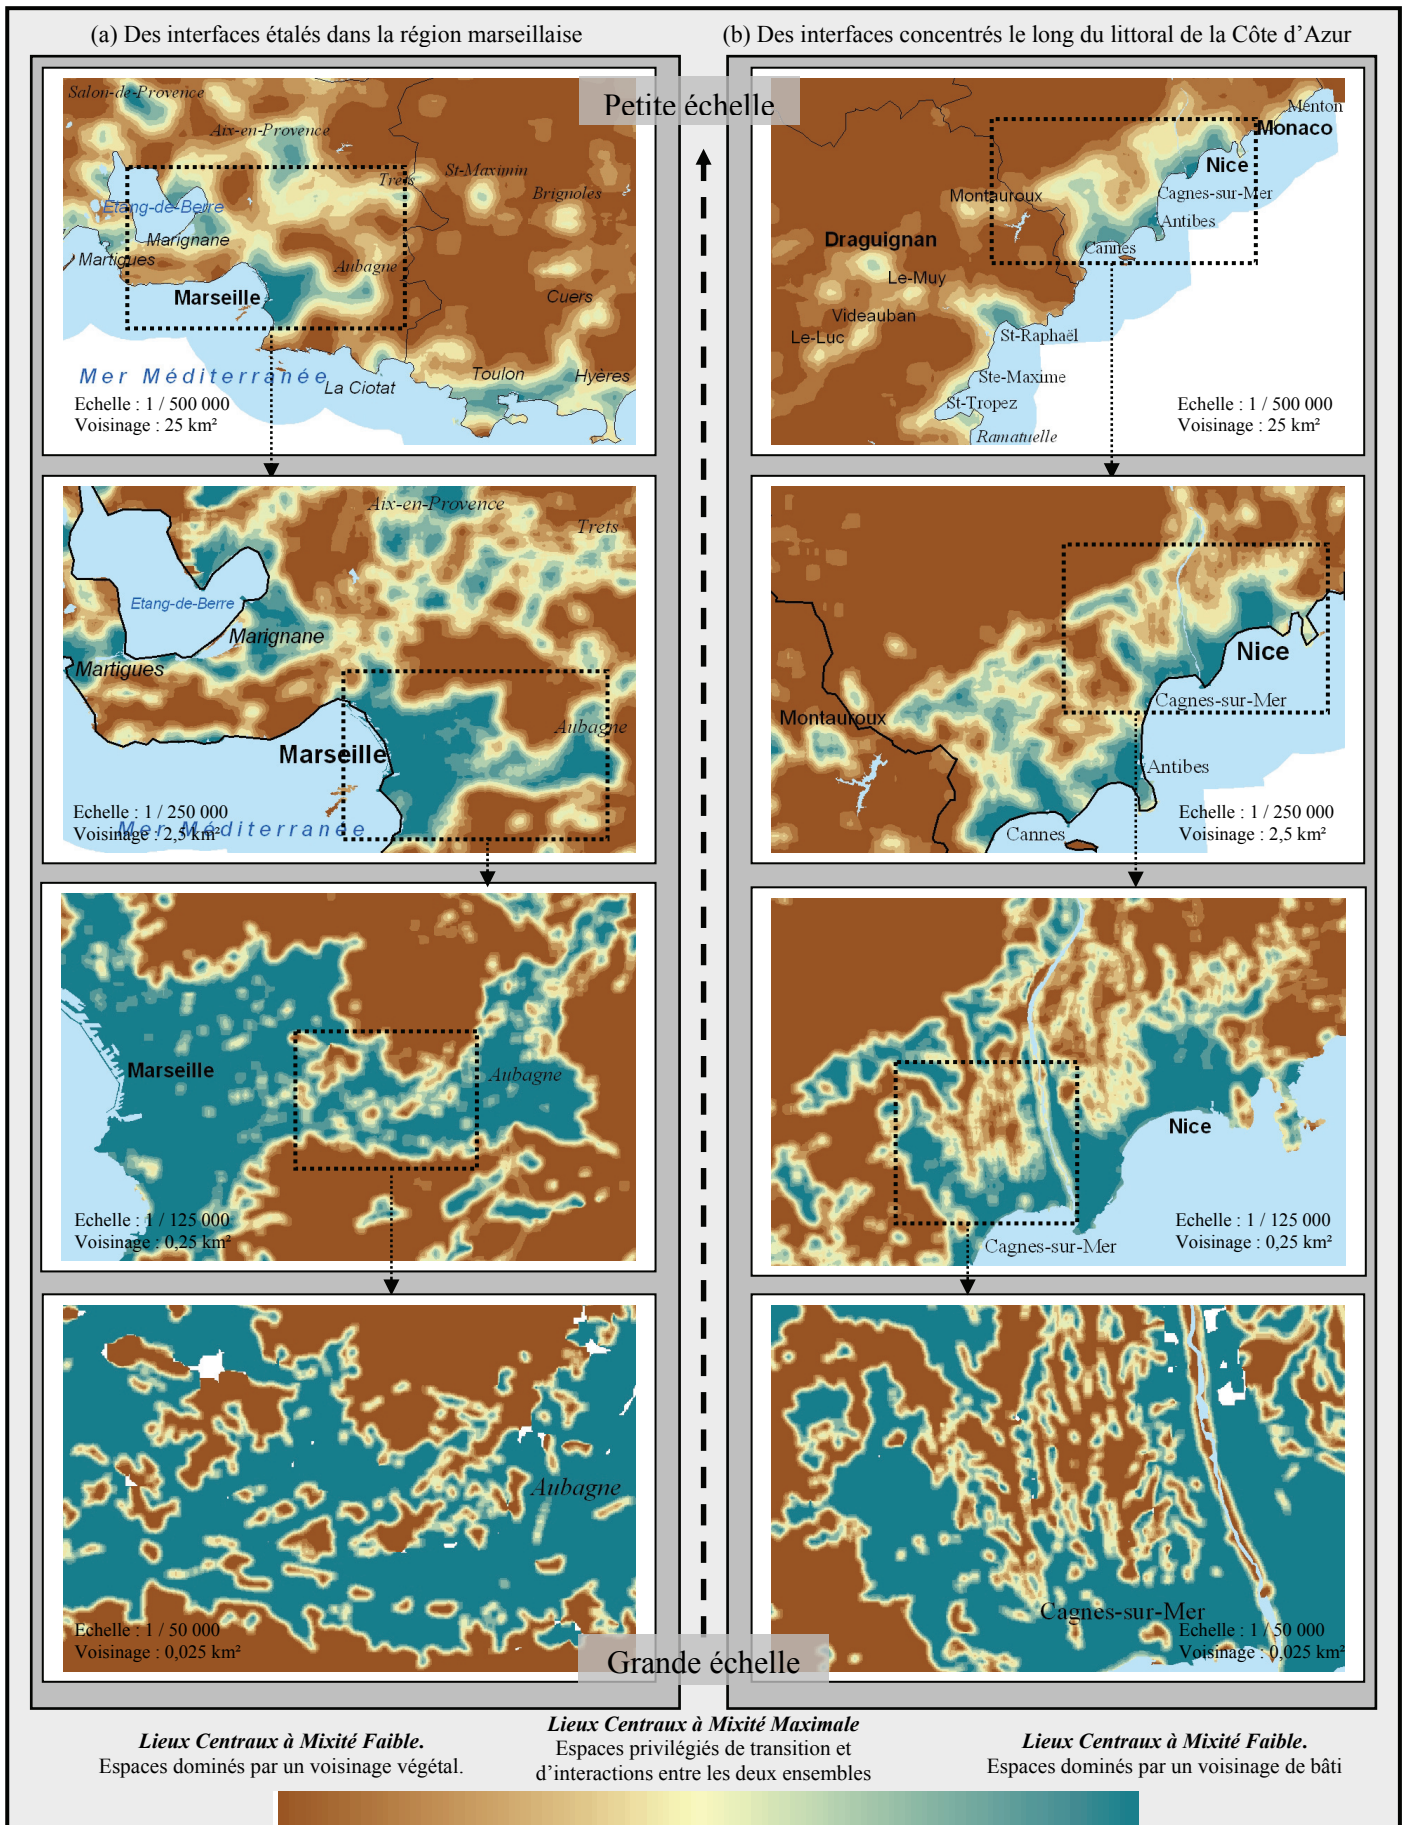 (a) Des interfaces étalés dans la région marseillaise
(b) Des interfaces concentrés le long du littoral de la Côte d'Azur
Petite échelle
Salon-de-Provence
Aix-en-Provence
Trets
St-Maximin
Brignoles
Etang-de-Berre
Marignane
Martigues
Aubagne
Marseille
Cuers
Mer Méditerranée
La Ciotat
Toulon
Hyères
Echelle : 1 / 500 000
Voisinage : 25 km²
Menton
Monaco
Nice
Montauroux
Cagnes-sur-Mer
Antibes
Draguignan
Cannes
Le-Muy
Videauban
Le-Luc
St-Raphaël
Ste-Maxime
St-Tropez
Ramatuelle
Echelle : 1 / 500 000
Voisinage : 25 km²
Aix-en-Provence
Trets
Etang-de-Berre
Marignane
Martigues
Aubagne
Marseille
Echelle : 1 / 250 000
Voisinage : 2,5 km²
Mer Méditerranée
Nice
Cagnes-sur-Mer
Montauroux
Antibes
Cannes
Echelle : 1 / 250 000
Voisinage : 2,5 km²
Marseille
Aubagne
Echelle : 1 / 125 000
Voisinage : 0,25 km²
Nice
Cagnes-sur-Mer
Echelle : 1 / 125 000
Voisinage : 0,25 km²
Aubagne
Echelle : 1 / 50 000
Voisinage : 0,025 km²
Cagnes-sur-Mer
Echelle : 1 / 50 000
Voisinage : 0,025 km²
Grande échelle
Lieux Centraux à Mixité Faible.
Espaces dominés par un voisinage végétal.
Lieux Centraux à Mixité Maximale
Espaces privilégiés de transition et
d'interactions entre les deux ensembles
Lieux Centraux à Mixité Faible.
Espaces dominés par un voisinage de bâti